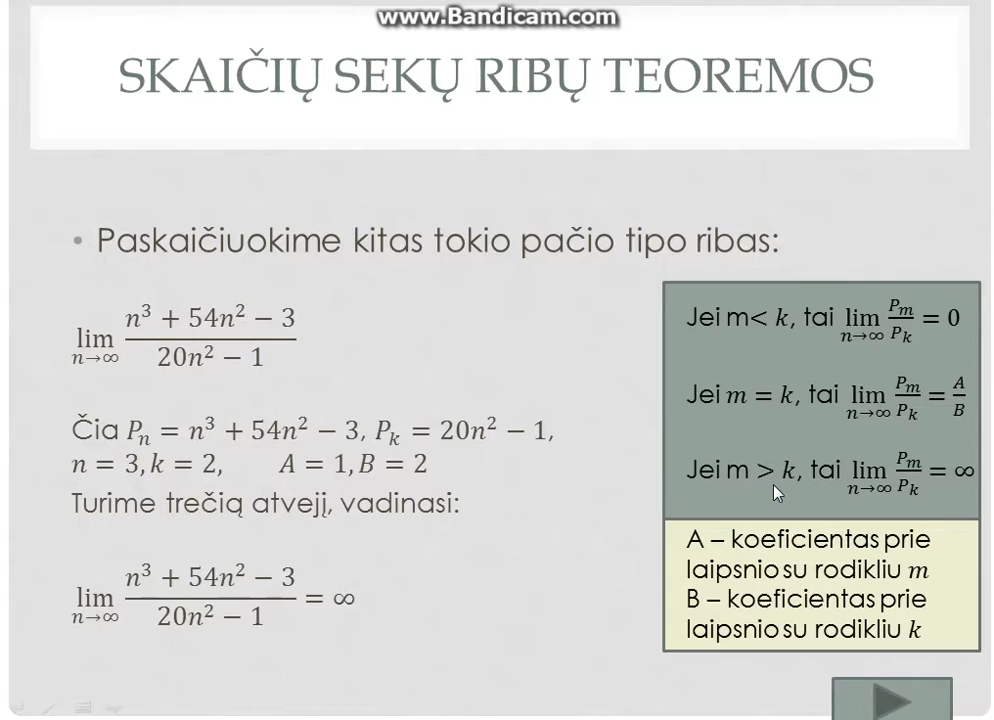 www.Bandicam.com
SKAIČIŲ SEKŲ RIBŲ TEOREMOS
• Paskaičiuokime kitas tokio pačio tipo ribas:
lim n→∞ (n³ + 54n² − 3)/(20n² − 1)
Čia Pₙ = n³ + 54n² − 3, Pₖ = 20n² − 1,
n = 3, k = 2, A = 1, B = 2
Turime trečią atvejį, vadinasi:
lim n→∞ (n³ + 54n² − 3)/(20n² − 1) = ∞
Jei m< k, tai lim n→∞ Pₘ/Pₖ = 0
Jei m = k, tai lim n→∞ Pₘ/Pₖ = A/B
Jei m > k, tai lim n→∞ Pₘ/Pₖ = ∞
A – koeficientas prie
laipsnio su rodikliu m
B – koeficientas prie
laipsnio su rodikliu k